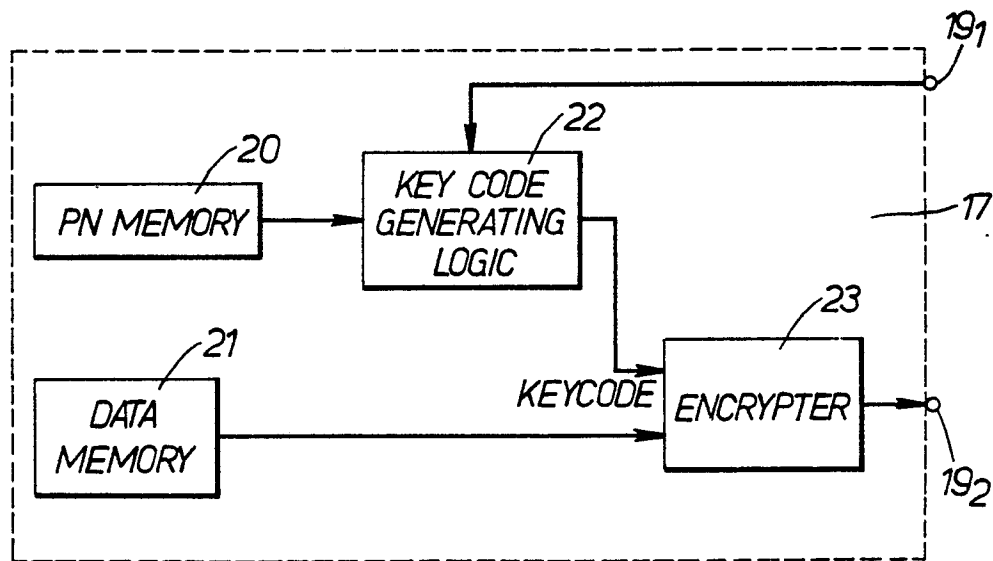 19₁
22
20
KEY CODE
GENERATING
LOGIC
PN MEMORY
17
23
21
KEYCODE
ENCRYPTER
DATA
MEMORY
19₂